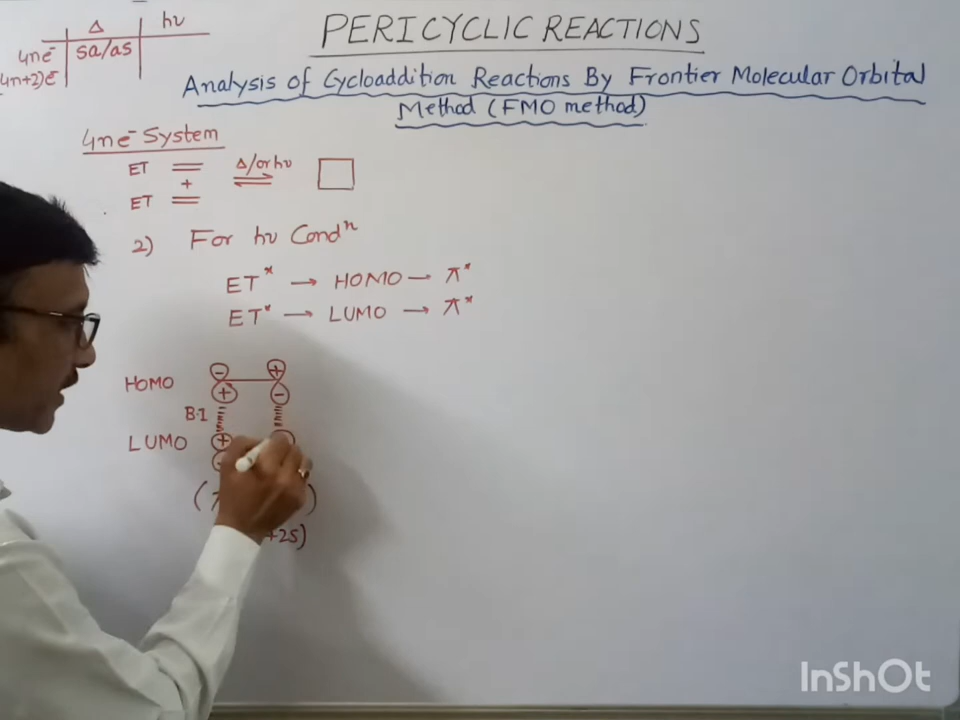 Δ hν
4ne⁻ sa/as
4n+2)e⁻
PERICYCLIC REACTIONS
Analysis of Cycloaddition Reactions By Frontier Molecular Orbital
Method (FMO method)
4ne⁻ System
ET Δ/or hν
+
ET
2) For hν Condⁿ
ET* → HOMO — π*
ET* → LUMO → π*
HOMO - +
+ -
B·I
LUMO +
( )
+2s)
InShOt